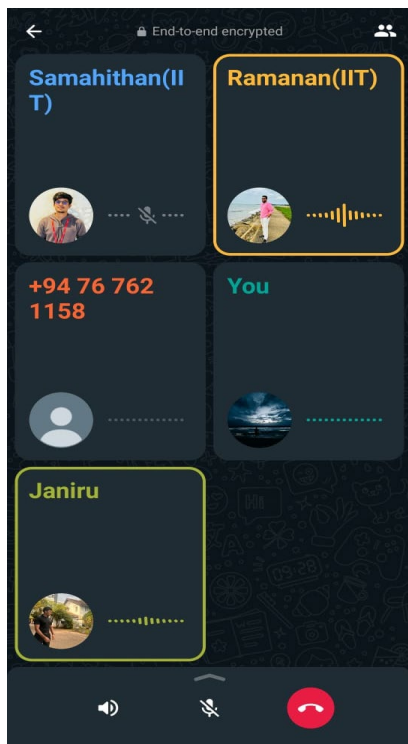 End-to-end encrypted
Samahithan(II
T)
Ramanan(IIT)
+94 76 762
1158
You
Janiru